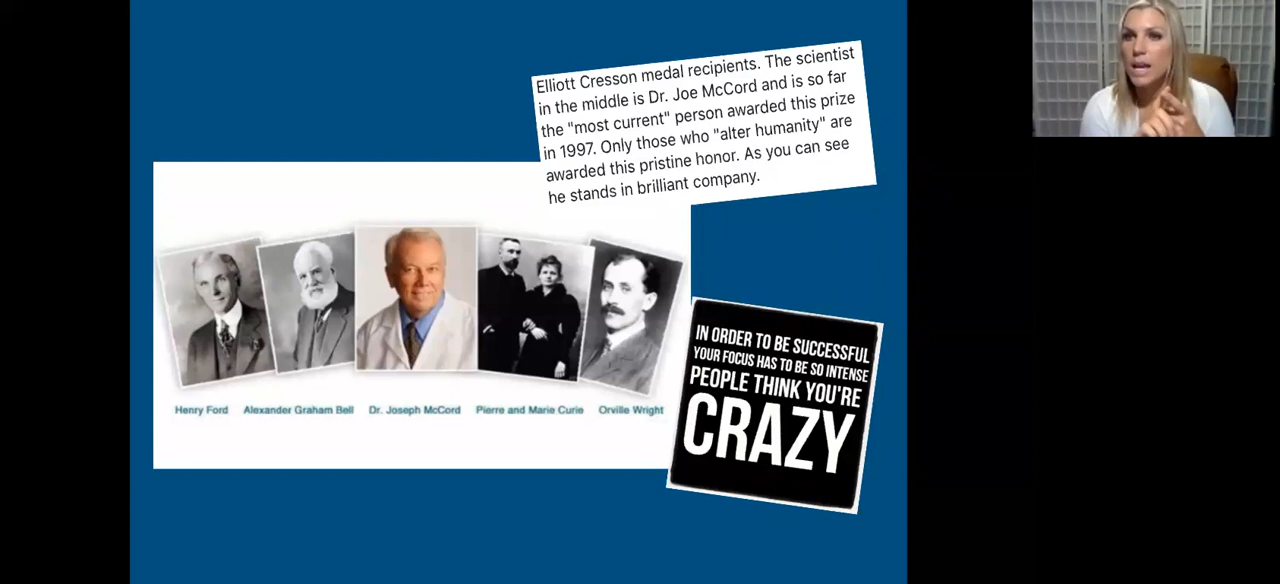 Elliott Cresson medal recipients. The scientist
in the middle is Dr. Joe McCord and is so far
the "most current" person awarded this prize
in 1997. Only those who "alter humanity" are
awarded this pristine honor. As you can see
he stands in brilliant company.
Henry Ford Alexander Graham Bell Dr. Joseph McCord Pierre and Marie Curie Orville Wright
IN ORDER TO BE SUCCESSFUL
YOUR FOCUS HAS TO BE SO INTENSE
PEOPLE THINK YOU'RE
CRAZY